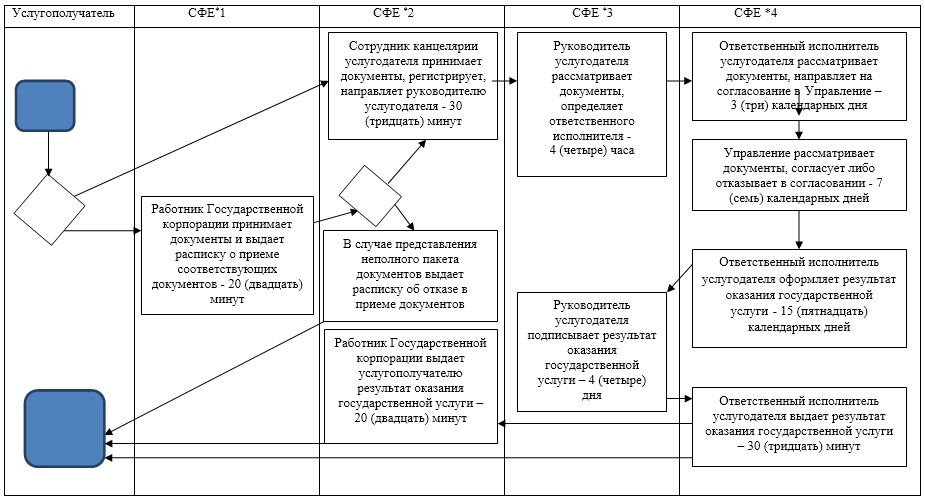 Услугополучатель
СФЕ*1
СФЕ *2
СФЕ *3
СФЕ *4
Сотрудник канцелярии
услугодателя принимает
документы, регистрирует,
направляет руководителю
услугодателя - 30
(тридцать) минут
Руководитель
услугодателя
рассматривает
документы,
определяет
ответственного
исполнителя -
4 (четыре) часа
Ответственный исполнитель
услугодателя рассматривает
документы, направляет на
согласование в Управление –
3 (три) календарных дня
Управление рассматривает
документы, согласует либо
отказывает в согласовании - 7
(семь) календарных дней
Работник Государственной
корпорации принимает
документы и выдает
расписку о приеме
соответствующих
документов - 20 (двадцать)
минут
В случае представления
неполного пакета
документов выдает
расписку об отказе в
приеме документов
Ответственный исполнитель
услугодателя оформляет результат
оказания государственной
услуги - 15 (пятнадцать)
календарных дней
Руководитель
услугодателя
подписывает результат
оказания
государственной
услуги – 4 (четыре)
дня
Работник Государственной
корпорации выдает
услугополучателю
результат оказания
государственной услуги –
20 (двадцать) минут
Ответственный исполнитель
услугодателя выдает результат
оказания государственной услуги
– 30 (тридцать) минут